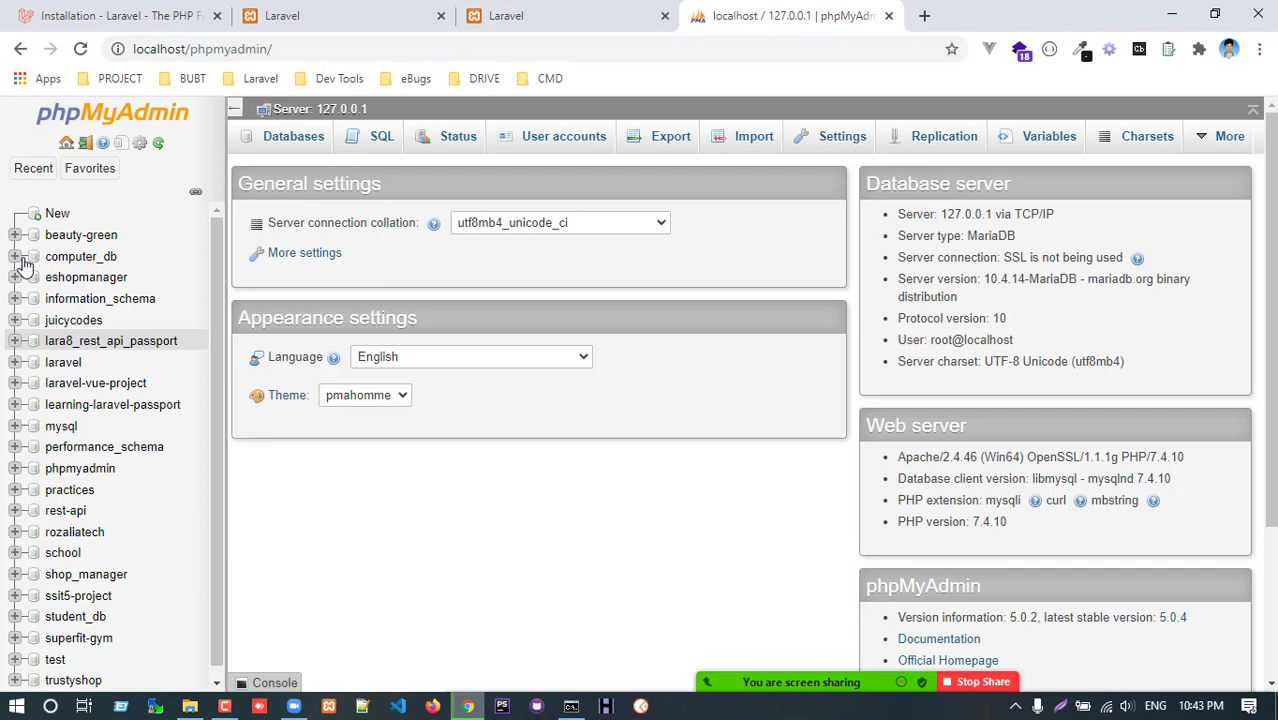 Installation - Laravel - The PHP F
Laravel
Laravel
localhost / 127.0.0.1 | phpMyAdm
localhost/phpmyadmin/
18
Cb
Apps
PROJECT
BUBT
Laravel
Dev Tools
eBugs
DRIVE
CMD
phpMyAdmin
Recent
Favorites
New
beauty-green
computer_db
eshopmanager
information_schema
juicycodes
lara8_rest_api_passport
laravel
laravel-vue-project
learning-laravel-passport
mysql
performance_schema
phpmyadmin
practices
rest-api
rozaliatech
school
shop_manager
ssit5-project
student_db
superfit-gym
test
trustyshop
Server: 127.0.0.1
Databases
SQL
Status
User accounts
Export
Import
Settings
Replication
Variables
Charsets
More
General settings
Server connection collation:
utf8mb4_unicode_ci
More settings
Appearance settings
Language
English
Theme:
pmahomme
Database server
Server: 127.0.0.1 via TCP/IP
Server type: MariaDB
Server connection: SSL is not being used
Server version: 10.4.14-MariaDB - mariadb.org binary
distribution
Protocol version: 10
User: root@localhost
Server charset: UTF-8 Unicode (utf8mb4)
Web server
Apache/2.4.46 (Win64) OpenSSL/1.1.1g PHP/7.4.10
Database client version: libmysql - mysqlnd 7.4.10
PHP extension: mysqli curl mbstring
PHP version: 7.4.10
phpMyAdmin
Version information: 5.0.2, latest stable version: 5.0.4
Documentation
Official Homepage
Console
You are screen sharing
Stop Share
PS
ENG
10:43 PM